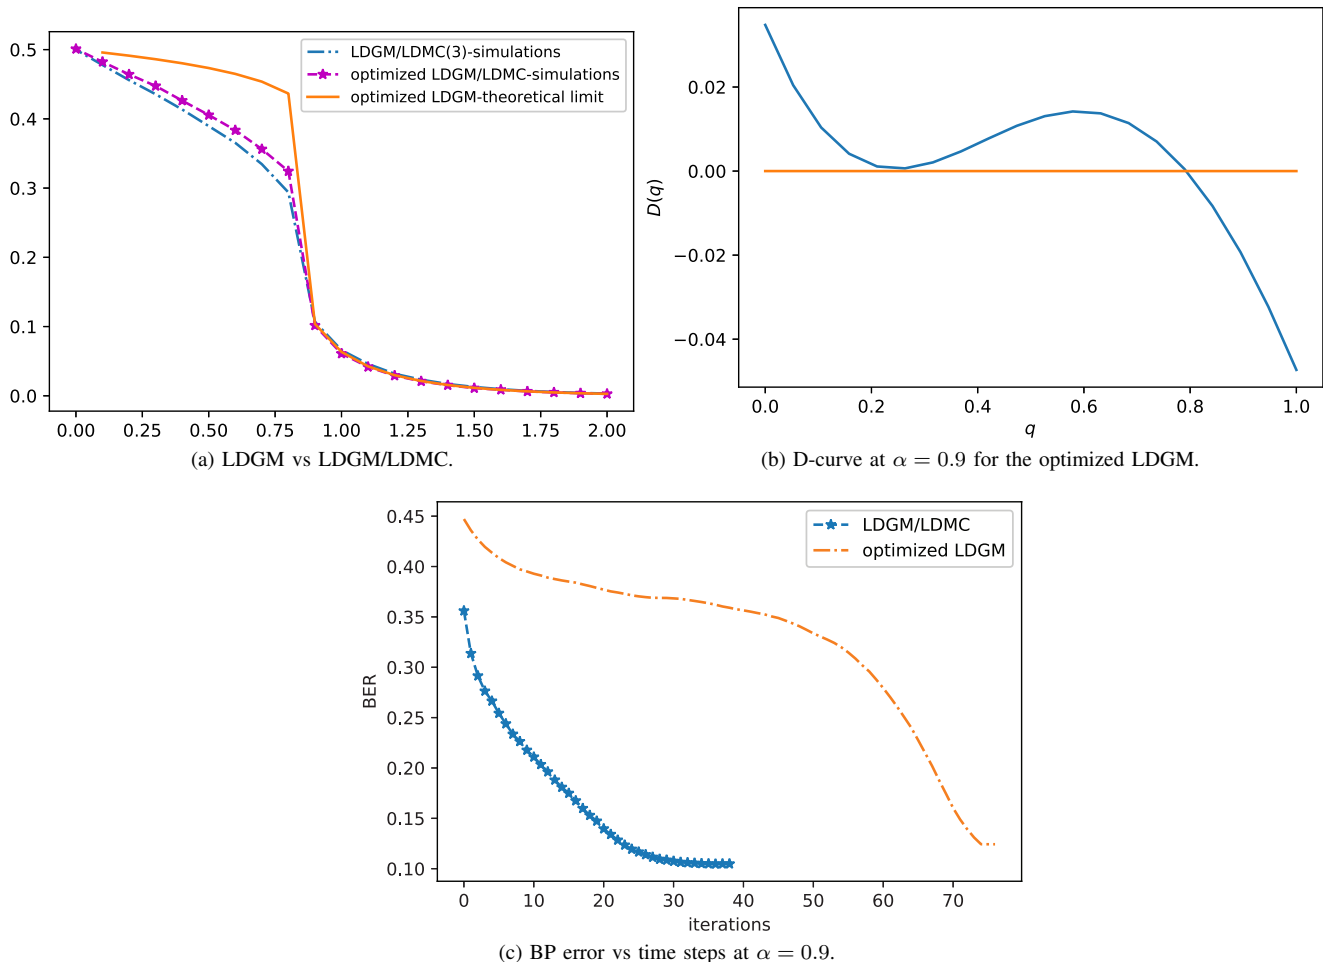 0.5
0.4
0.3
0.2
0.1
0.0
LDGM/LDMC(3)-simulations
optimized LDGM/LDMC-simulations
optimized LDGM-theoretical limit
0.00 0.25 0.50 0.75 1.00 1.25 1.50 1.75 2.00
(a) LDGM vs LDGM/LDMC.
D(q)
0.02
0.00
−0.02
−0.04
0.0 0.2 0.4 0.6 0.8 1.0
q
(b) D-curve at α = 0.9 for the optimized LDGM.
BER
0.45
0.40
0.35
0.30
0.25
0.20
0.15
0.10
LDGM/LDMC
optimized LDGM
0 10 20 30 40 50 60 70
iterations
(c) BP error vs time steps at α = 0.9.